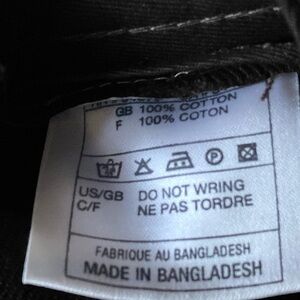 GB 100% COTTON
F 100% COTON
P
US/GB DO NOT WRING
C/F NE PAS TORDRE
FABRIQUE AU BANGLADESH
MADE IN BANGLADESH